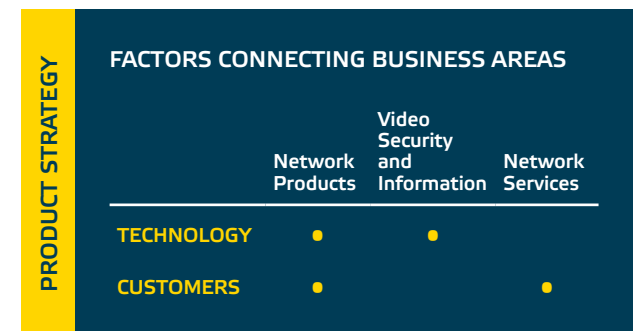 PRODUCT STRATEGY
FACTORS CONNECTING BUSINESS AREAS
Network
Products
Video
Security
and
Information
Network
Services
TECHNOLOGY • •
CUSTOMERS • •